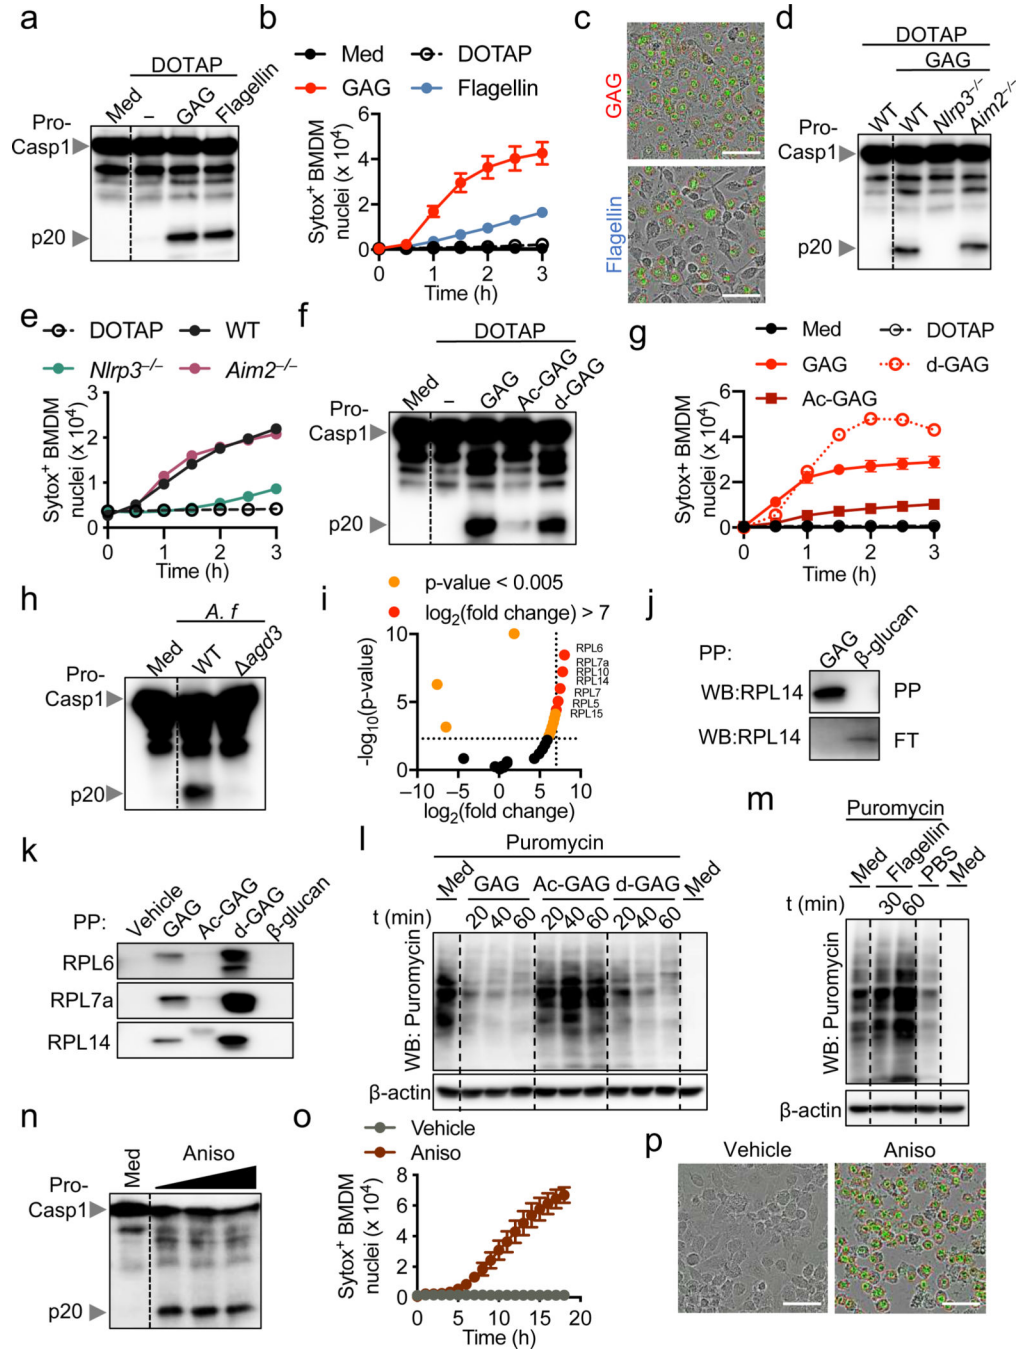 a
DOTAP
Med
–
GAG
Flagellin
Pro-
Casp1
p20
b
Med
DOTAP
GAG
Flagellin
Sytox+ BMDM
nuclei (x 10⁴)
6
4
2
0
0 1 2 3
Time (h)
c
GAG
Flagellin
d
DOTAP
GAG
WT
WT
Nlrp3–/–
Aim2–/–
Pro-
Casp1
p20
e
DOTAP
WT
Nlrp3–/–
Aim2–/–
Sytox+ BMDM
nuclei (x 10⁴)
3
2
1
0
0 1 2 3
Time (h)
f
DOTAP
Med
–
GAG
Ac-GAG
d-GAG
Pro-
Casp1
p20
g
Med
DOTAP
GAG
d-GAG
Ac-GAG
Sytox+ BMDM
nuclei (x 10⁴)
6
4
2
0
0 1 2 3
Time (h)
h
A. f
Med
WT
Δagd3
Pro-
Casp1
p20
i
p-value < 0.005
log₂(fold change) > 7
-log₁₀(p-value)
10
5
0
RPL6
RPL7a
RPL10
RPL14
RPL7
RPL5
RPL15
−10 −5 0 5 10
log₂(fold change)
j
PP:
GAG
β-glucan
WB:RPL14
PP
WB:RPL14
FT
k
PP:
Vehicle
GAG
Ac-GAG
d-GAG
β-glucan
RPL6
RPL7a
RPL14
l
Puromycin
Med
GAG
Ac-GAG
d-GAG
Med
t (min)
20 40 60 20 40 60 20 40 60
WB: Puromycin
β-actin
m
Puromycin
Med
Flagellin
PBS
Med
t (min)
30 60
WB: Puromycin
β-actin
n
Med
Aniso
Pro-
Casp1
p20
o
Vehicle
Aniso
Sytox+ BMDM
nuclei (x 10⁴)
8
6
4
2
0
0 5 10 15 20
Time (h)
p
Vehicle
Aniso